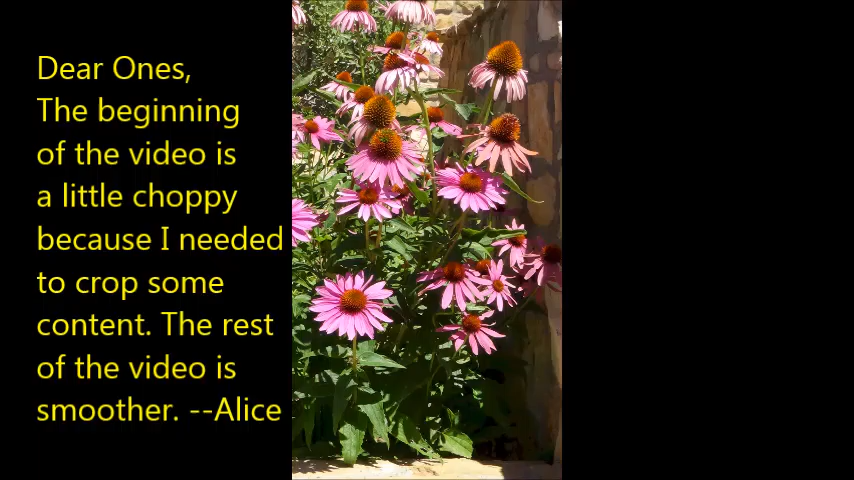 Dear Ones,
The beginning
of the video is
a little choppy
because I needed
to crop some
content. The rest
of the video is
smoother. --Alice